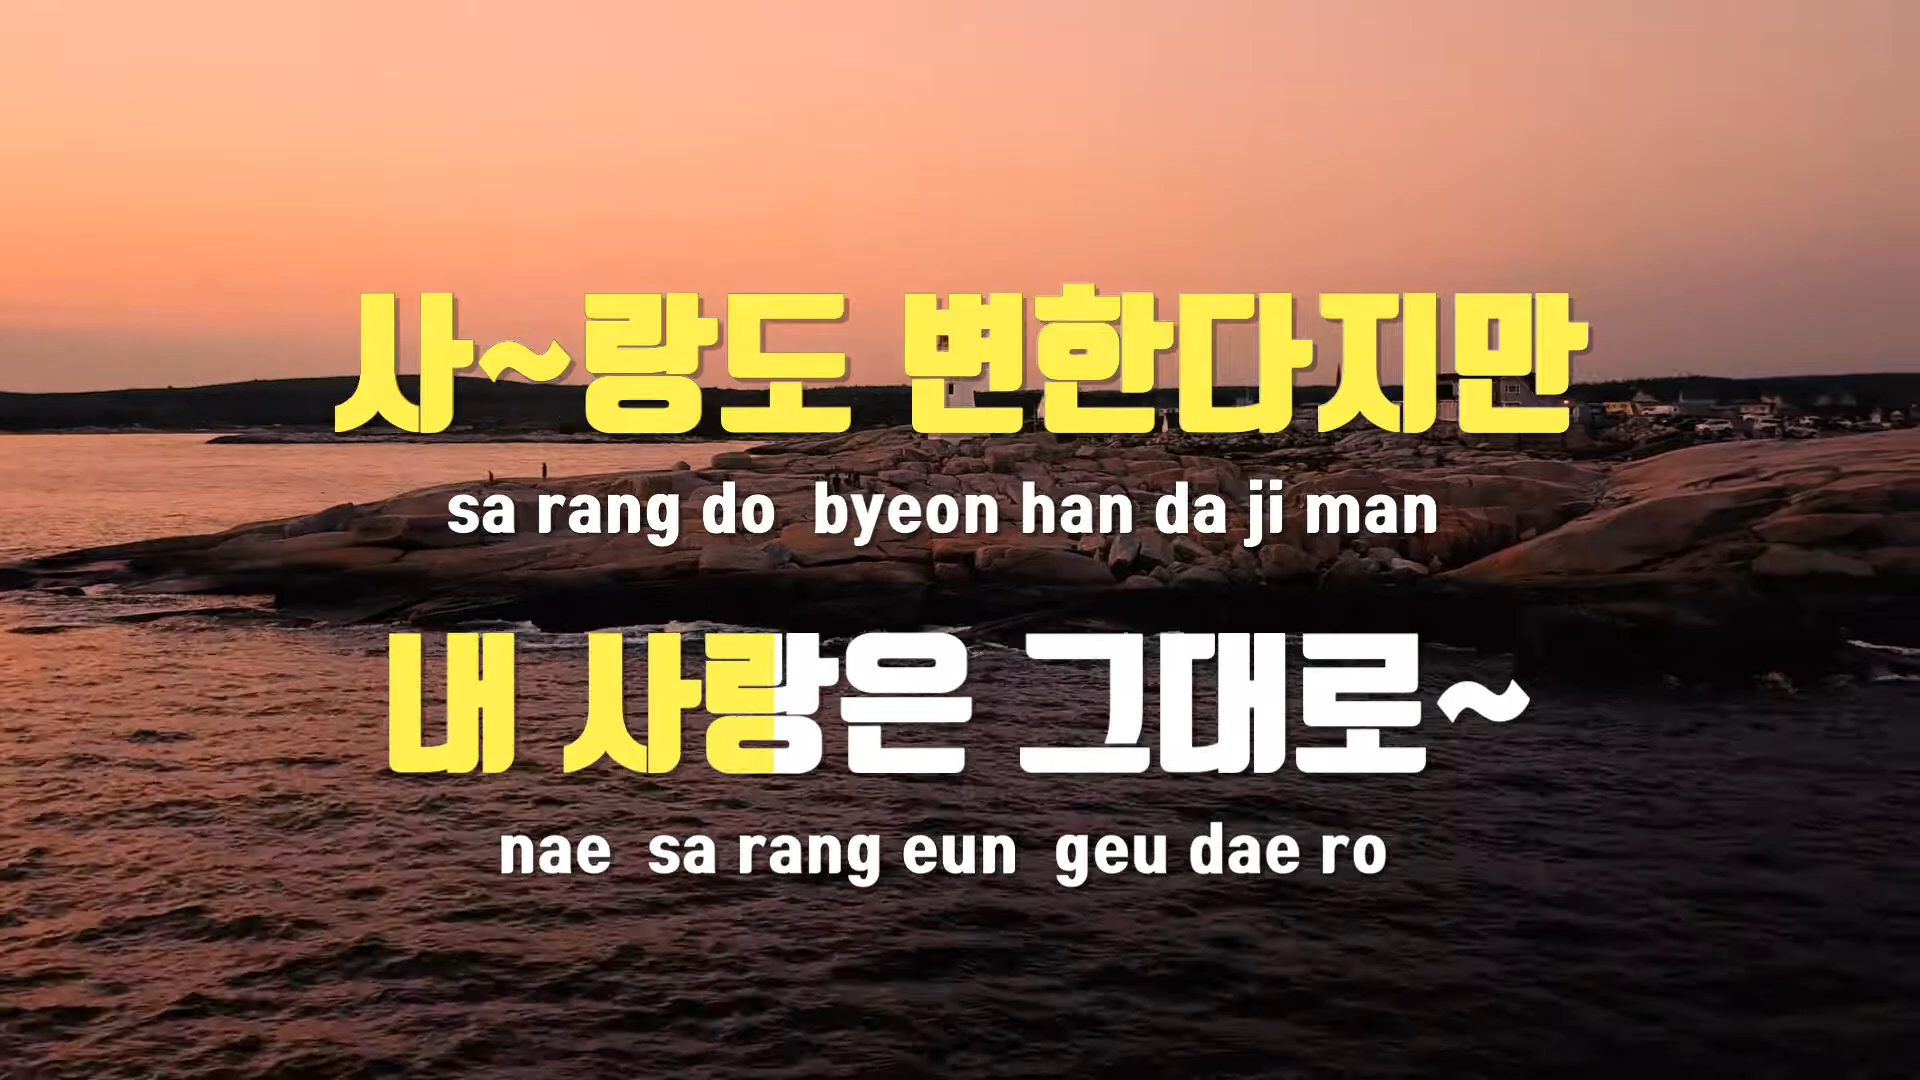 사~랑도 변한다지만
sa rang do byeon han da ji man
내 사랑은 그대로~
nae sa rang eun geu dae ro